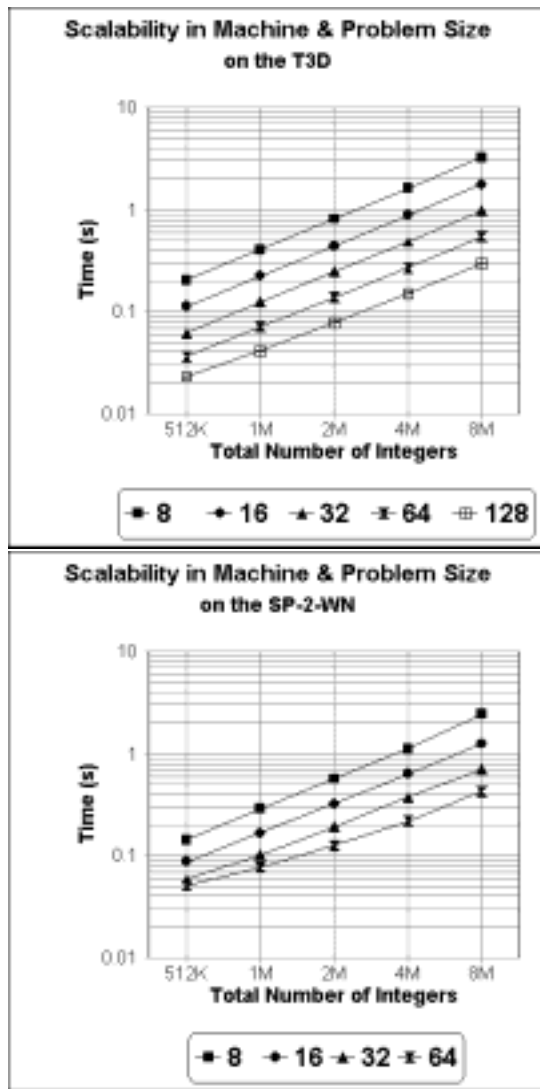 Scalability in Machine & Problem Size
on the T3D
10
1
0.1
0.01
Time (s)
512K 1M 2M 4M 8M
Total Number of Integers
8 16 32 64 128
Scalability in Machine & Problem Size
on the SP-2-WN
10
1
0.1
0.01
Time (s)
512K 1M 2M 4M 8M
Total Number of Integers
8 16 32 64